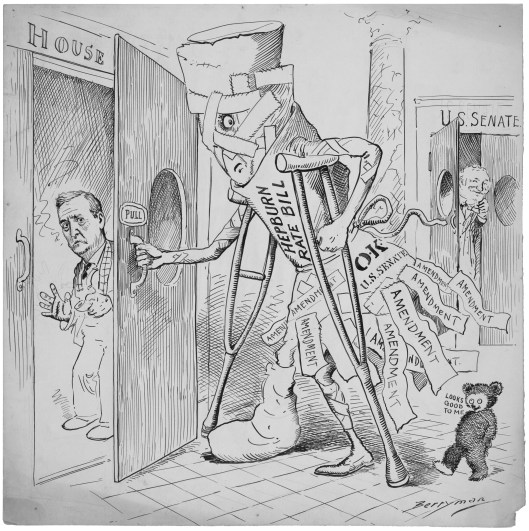 HOUSE
U.S. SENATE
PULL
HEPBURN
RATE BILL
OK
U.S. SENATE
AMENDMENT
AMENDMENT
AMENDMENT
AMENDMENT
AMENDMENT
AMENDMENT
AMENDMENT
LOOKS
GOOD
TO ME
Berryman